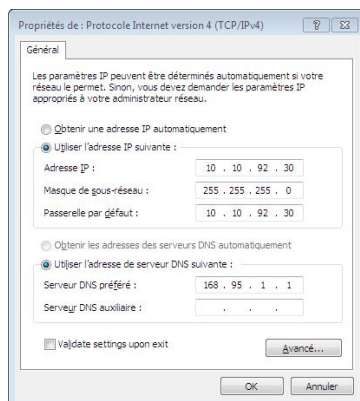 Propriétés de : Protocole Internet version 4 (TCP/IPv4)
Général
Les paramètres IP peuvent être déterminés automatiquement si votre
réseau le permet. Sinon, vous devez demander les paramètres IP
appropriés à votre administrateur réseau.
Obtenir une adresse IP automatiquement
Utiliser l'adresse IP suivante :
Adresse IP : 10 . 10 . 92 . 30
Masque de sous-réseau : 255 . 255 . 255 . 0
Passerelle par défaut : 10 . 10 . 92 . 30
Obtenir les adresses des serveurs DNS automatiquement
Utiliser l'adresse de serveur DNS suivante :
Serveur DNS préféré : 168 . 95 . 1 . 1
Serveur DNS auxiliaire : . . .
Validate settings upon exit
Avancé...
OK Annuler